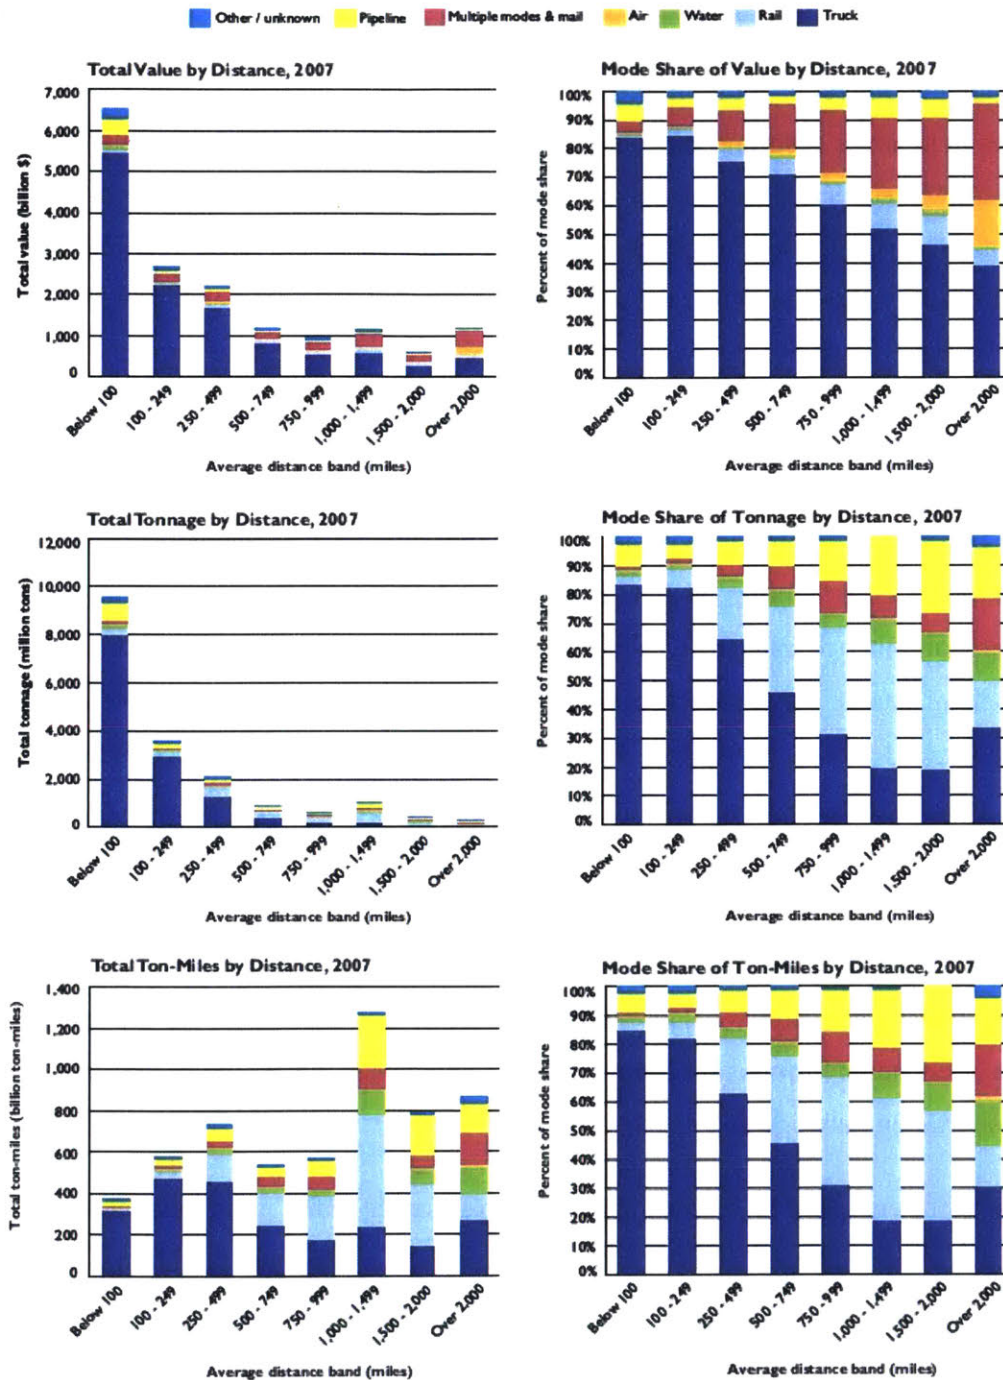 Other / unknown Pipeline Multiple modes & mail Air Water Rail Truck
Total Value by Distance, 2007
Total value (billion $)
7,000
6,000
5,000
4,000
3,000
2,000
1,000
0
Below 100 100 - 249 250 - 499 500 - 749 750 - 999 1,000 - 1,499 1,500 - 2,000 Over 2,000
Average distance band (miles)
Mode Share of Value by Distance, 2007
Percent of mode share
100%
90%
80%
70%
60%
50%
40%
30%
20%
10%
0%
Below 100 100 - 249 250 - 499 500 - 749 750 - 999 1,000 - 1,499 1,500 - 2,000 Over 2,000
Average distance band (miles)
Total Tonnage by Distance, 2007
Total tonnage (million tons)
12,000
10,000
8,000
6,000
4,000
2,000
0
Below 100 100 - 249 250 - 499 500 - 749 750 - 999 1,000 - 1,499 1,500 - 2,000 Over 2,000
Average distance band (miles)
Mode Share of Tonnage by Distance, 2007
Percent of mode share
100%
90%
80%
70%
60%
50%
40%
30%
20%
10%
0%
Below 100 100 - 249 250 - 499 500 - 749 750 - 999 1,000 - 1,499 1,500 - 2,000 Over 2,000
Average distance band (miles)
Total Ton-Miles by Distance, 2007
Total ton-miles (billion ton-miles)
1,400
1,200
1,000
800
600
400
200
0
Below 100 100 - 249 250 - 499 500 - 749 750 - 999 1,000 - 1,499 1,500 - 2,000 Over 2,000
Average distance band (miles)
Mode Share of Ton-Miles by Distance, 2007
Percent of mode share
100%
90%
80%
70%
60%
50%
40%
30%
20%
10%
0%
Below 100 100 - 249 250 - 499 500 - 749 750 - 999 1,000 - 1,499 1,500 - 2,000 Over 2,000
Average distance band (miles)